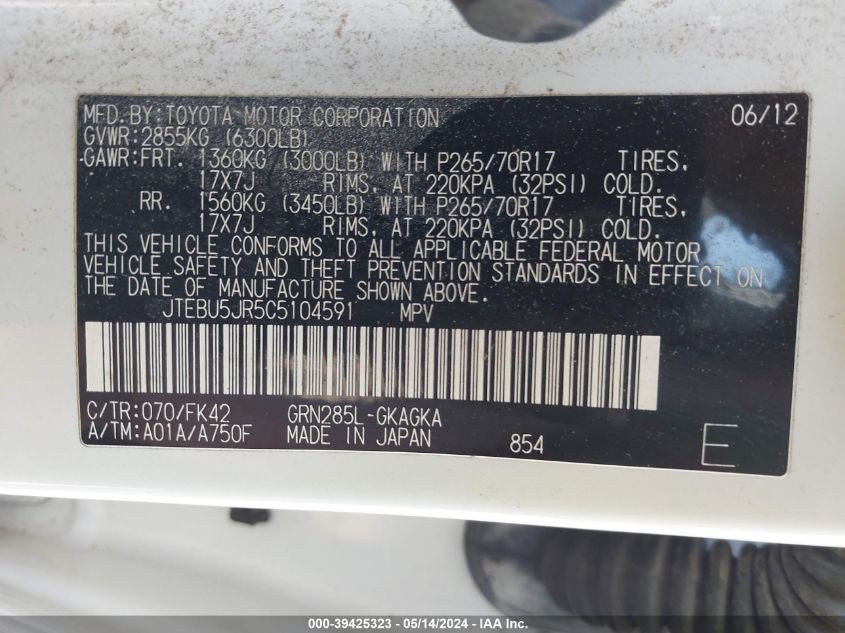 MFD.BY:TOYOTA MOTOR CORPORATION 06/12
GVWR:2855KG (6300LB)
GAWR:FRT. 1360KG (3000LB) WITH P265/70R17 TIRES,
17X7J RIMS, AT 220KPA (32PSI) COLD.
RR. 1560KG (3450LB) WITH P265/70R17 TIRES,
17X7J RIMS, AT 220KPA (32PSI) COLD.
THIS VEHICLE CONFORMS TO ALL APPLICABLE FEDERAL MOTOR
VEHICLE SAFETY AND THEFT PREVENTION STANDARDS IN EFFECT ON
THE DATE OF MANUFACTURE SHOWN ABOVE.
JTEBU5JR5C5104591 MPV
C/TR:070/FK42 GRN285L-GKAGKA
A/TM:A01A/A750F MADE IN JAPAN 854 E
000-39425323 - 05/14/2024 - IAA Inc.